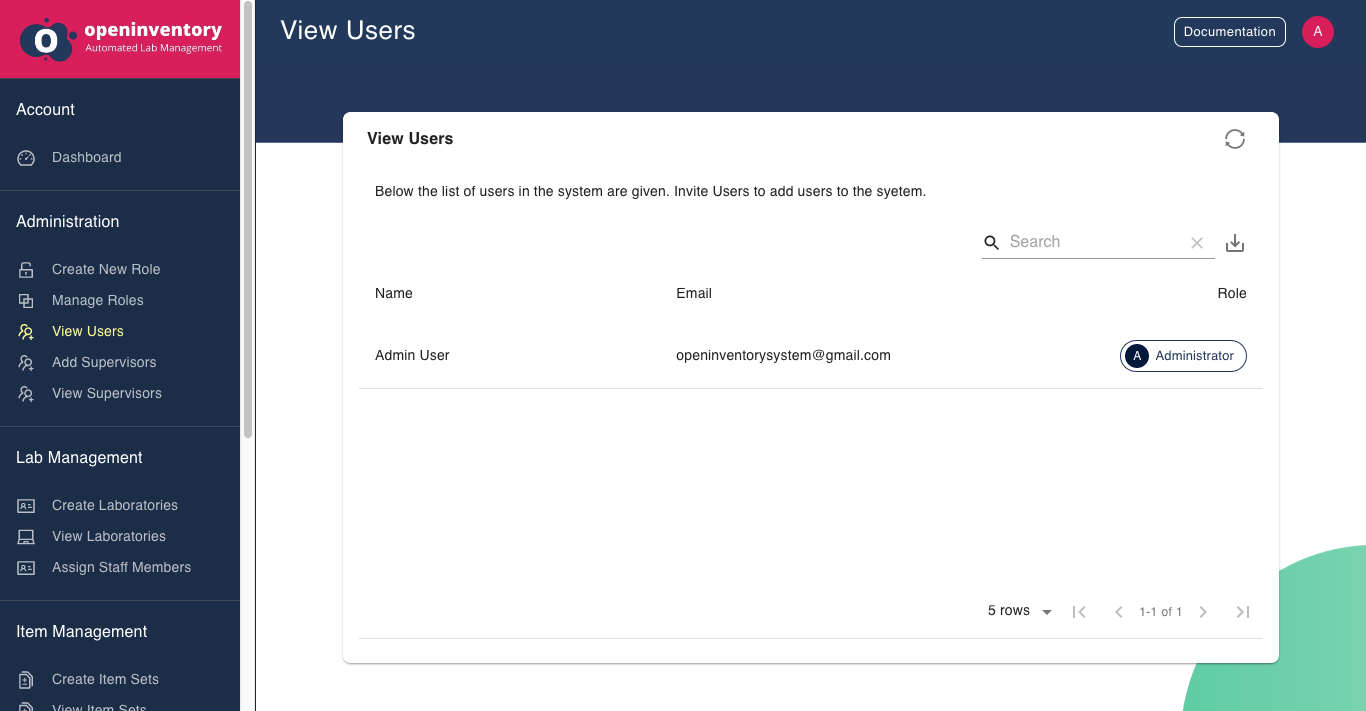 openinventory
Automated Lab Management
View Users
Documentation
A
Account
Dashboard
Administration
Create New Role
Manage Roles
View Users
Add Supervisors
View Supervisors
Lab Management
Create Laboratories
View Laboratories
Assign Staff Members
Item Management
Create Item Sets
View Item Sets
View Users
Below the list of users in the system are given. Invite Users to add users to the syetem.
Search
Name Email Role
Admin User openinventorysystem@gmail.com A Administrator
5 rows 1-1 of 1